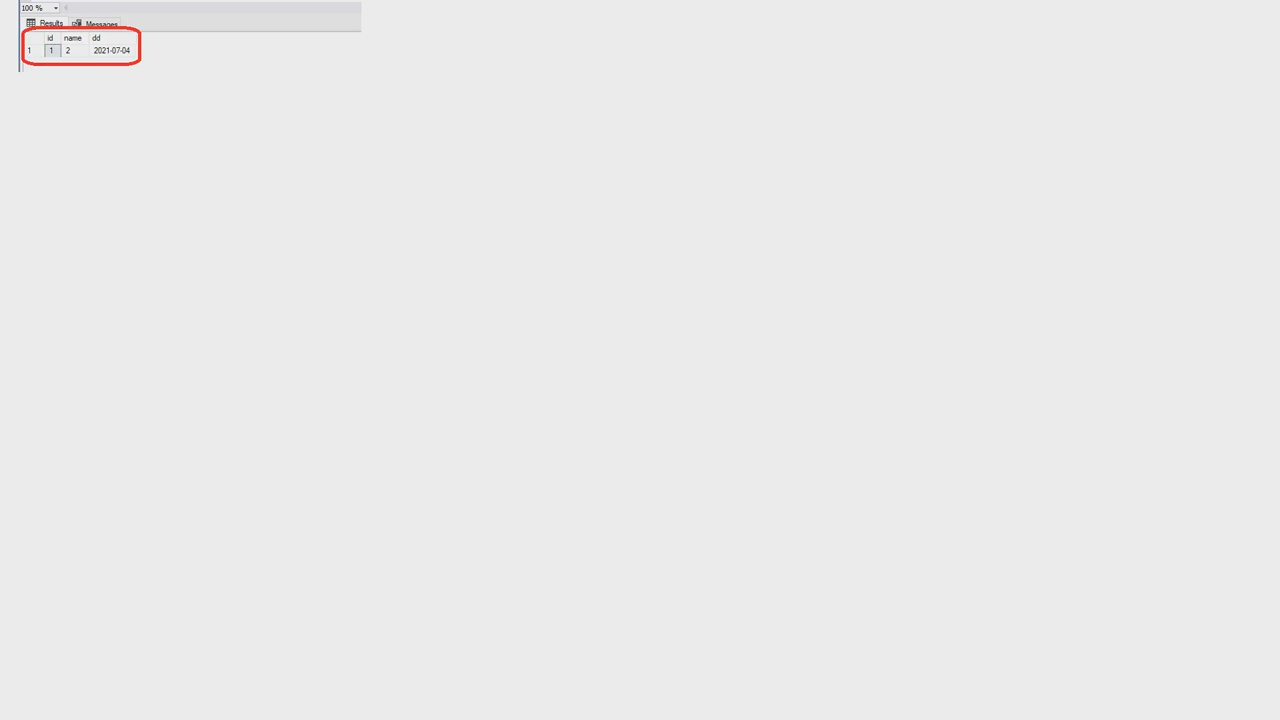 100 %
Results Messages
id name dd
1 1 2 2021-07-04